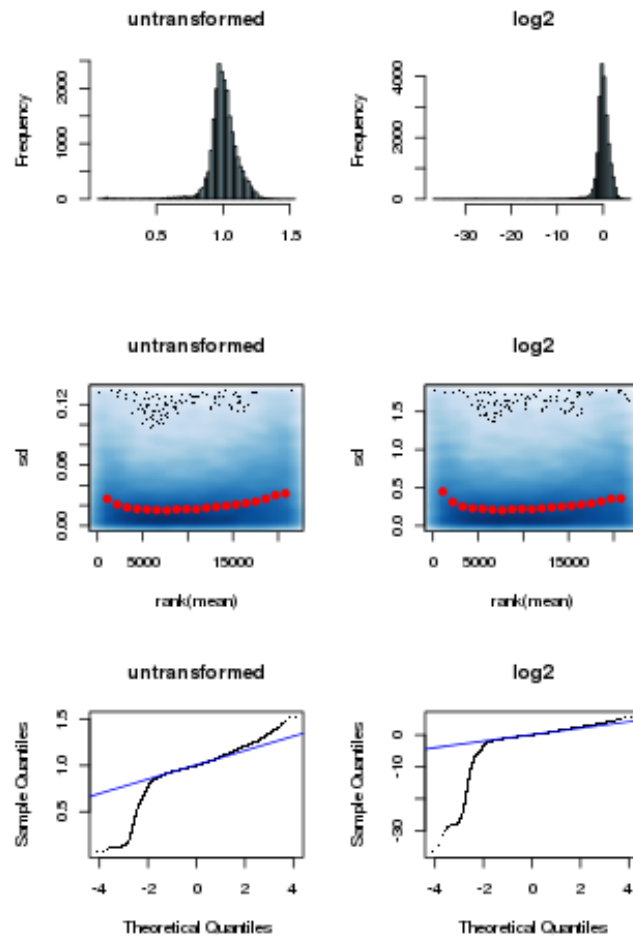 untransformed log2
Frequency Frequency
2000
1000
0
4000
2000
0
0.5 1.0 1.5 -30 -20 -10 0
untransformed log2
sd sd
0.12
0.06
0.00
1.5
1.0
0.5
0.0
0 5000 15000 0 5000 15000
rank(mean) rank(mean)
untransformed log2
Sample Quantiles Sample Quantiles
1.5
1.0
0.5
0
-10
-30
-4 -2 0 2 4 -4 -2 0 2 4
Theoretical Quantiles Theoretical Quantiles